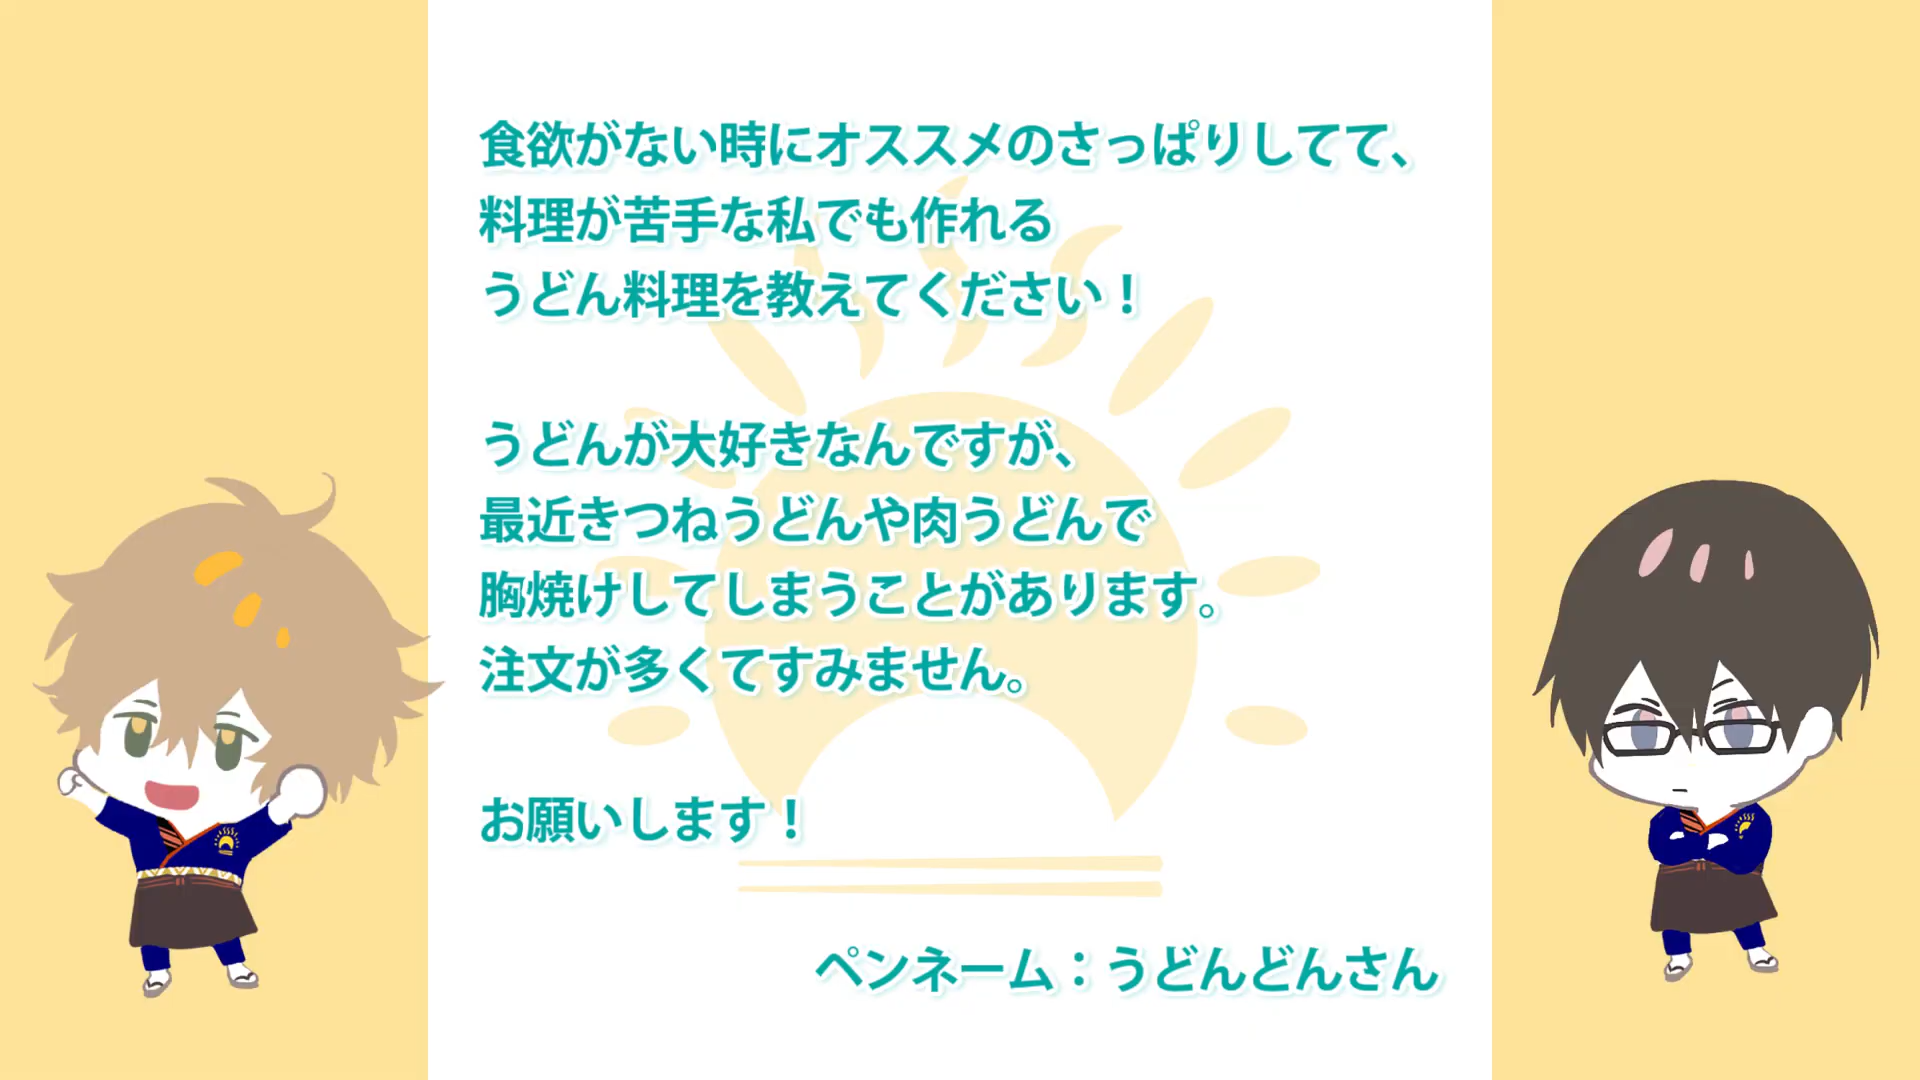 食欲がない時にオススメのさっぱりしてて、
料理が苦手な私でも作れる
うどん料理を教えてください！
うどんが大好きなんですが、
最近きつねうどんや肉うどんで
胸焼けしてしまうことがあります。
注文が多くてすみません。
お願いします！
ペンネーム：うどんどんさん